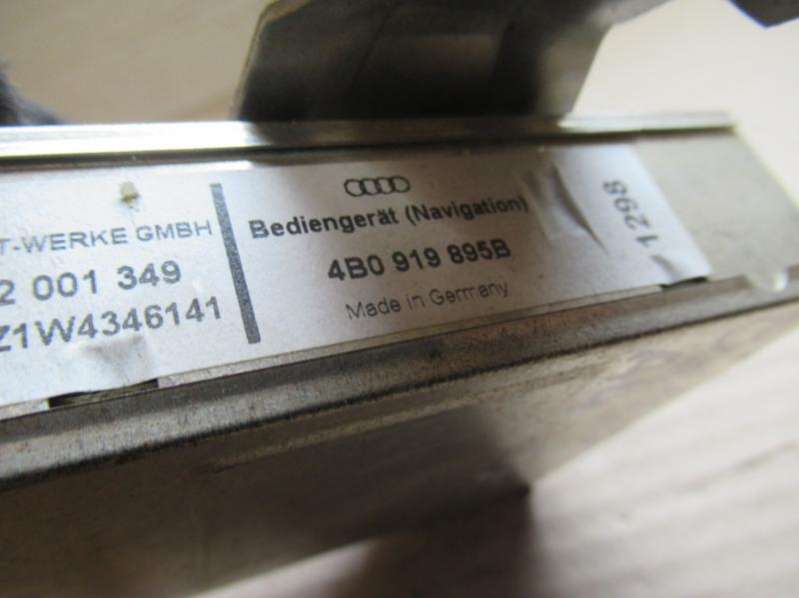 T-WERKE GMBH
2 001 349
Z1W4346141
Bediengerät (Navigation)
4B0 919 895B
Made in Germany
1298